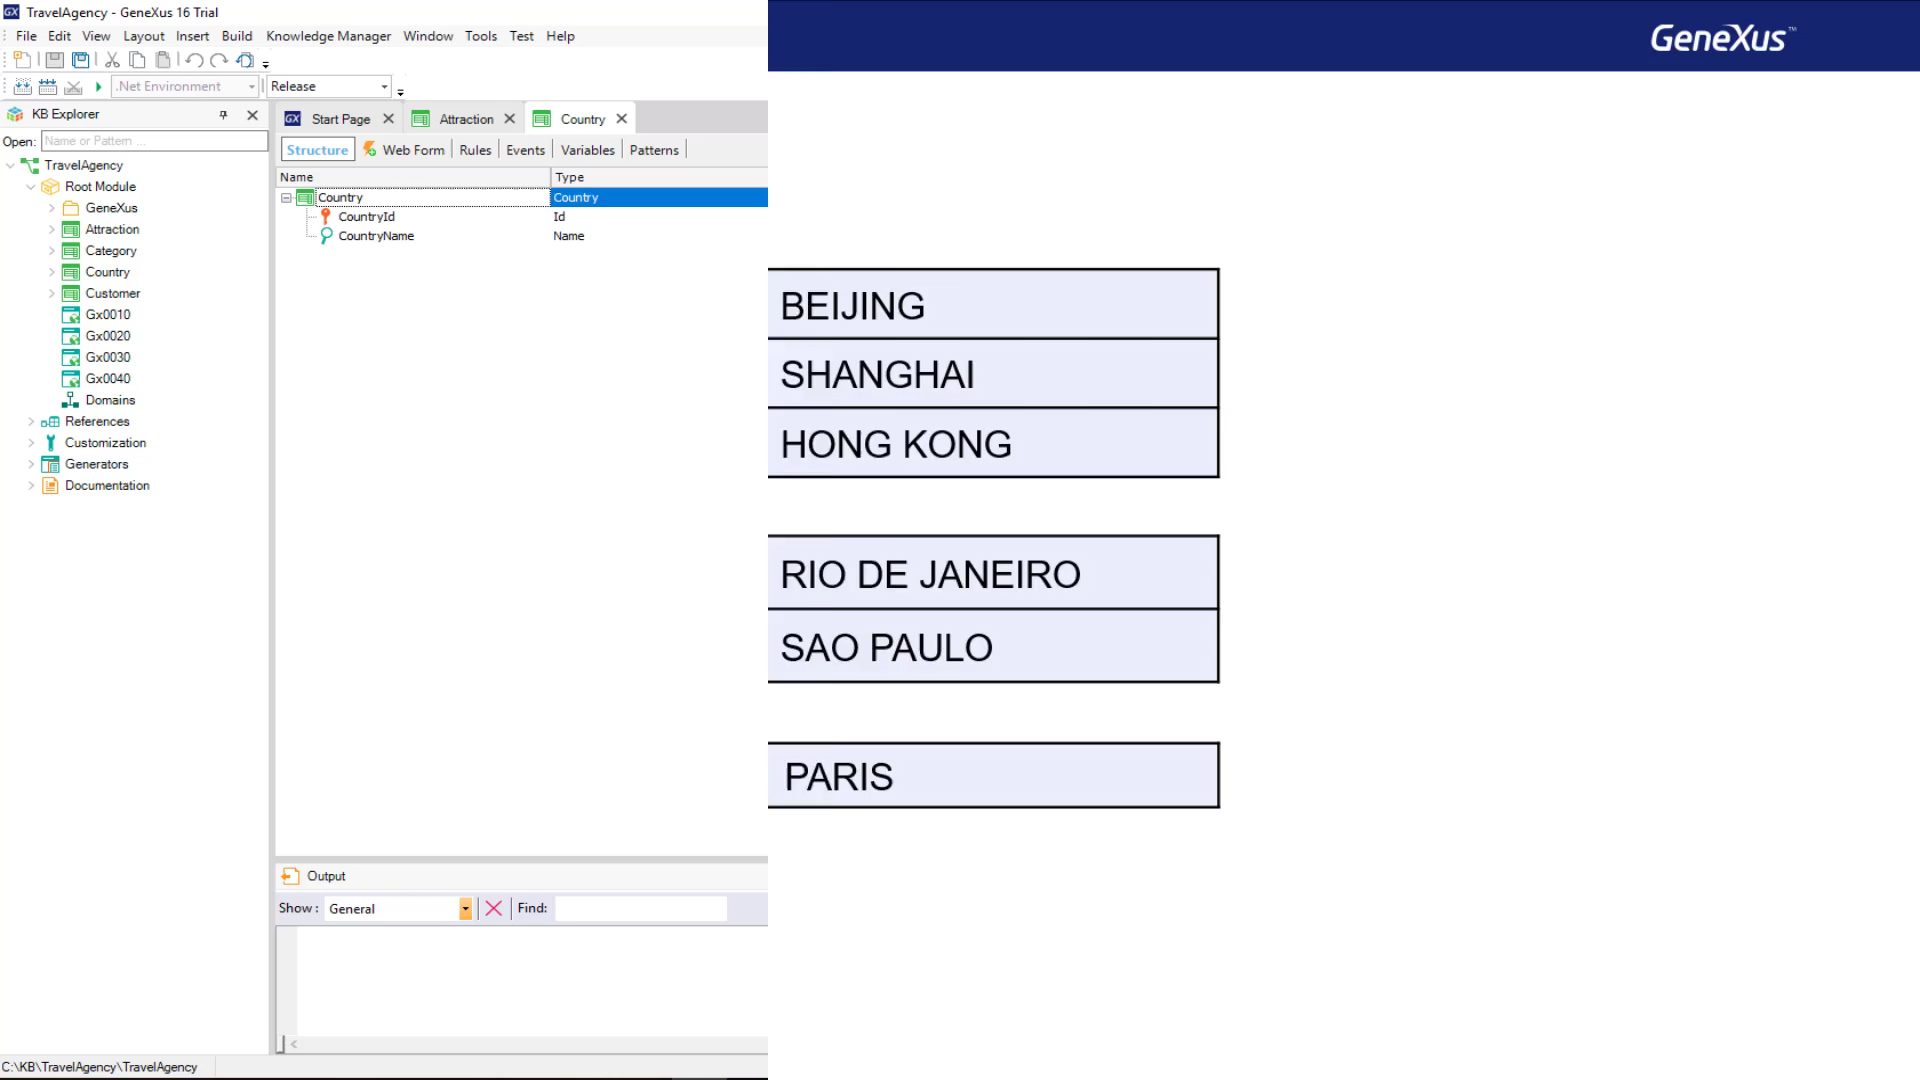 TravelAgency - GeneXus 16 Trial
File Edit View Layout Insert Build Knowledge Manager Window Tools Test Help
.Net Environment Release
KB Explorer
Open: Name or Pattern ...
TravelAgency
Root Module
GeneXus
Attraction
Category
Country
Customer
Gx0010
Gx0020
Gx0030
Gx0040
Domains
References
Customization
Generators
Documentation
Start Page Attraction Country
Structure Web Form Rules Events Variables Patterns
Name Type
Country Country
CountryId Id
CountryName Name
Output
Show : General Find:
C:\KB\TravelAgency\TravelAgency
GeneXus™
BEIJING
SHANGHAI
HONG KONG
RIO DE JANEIRO
SAO PAULO
PARIS